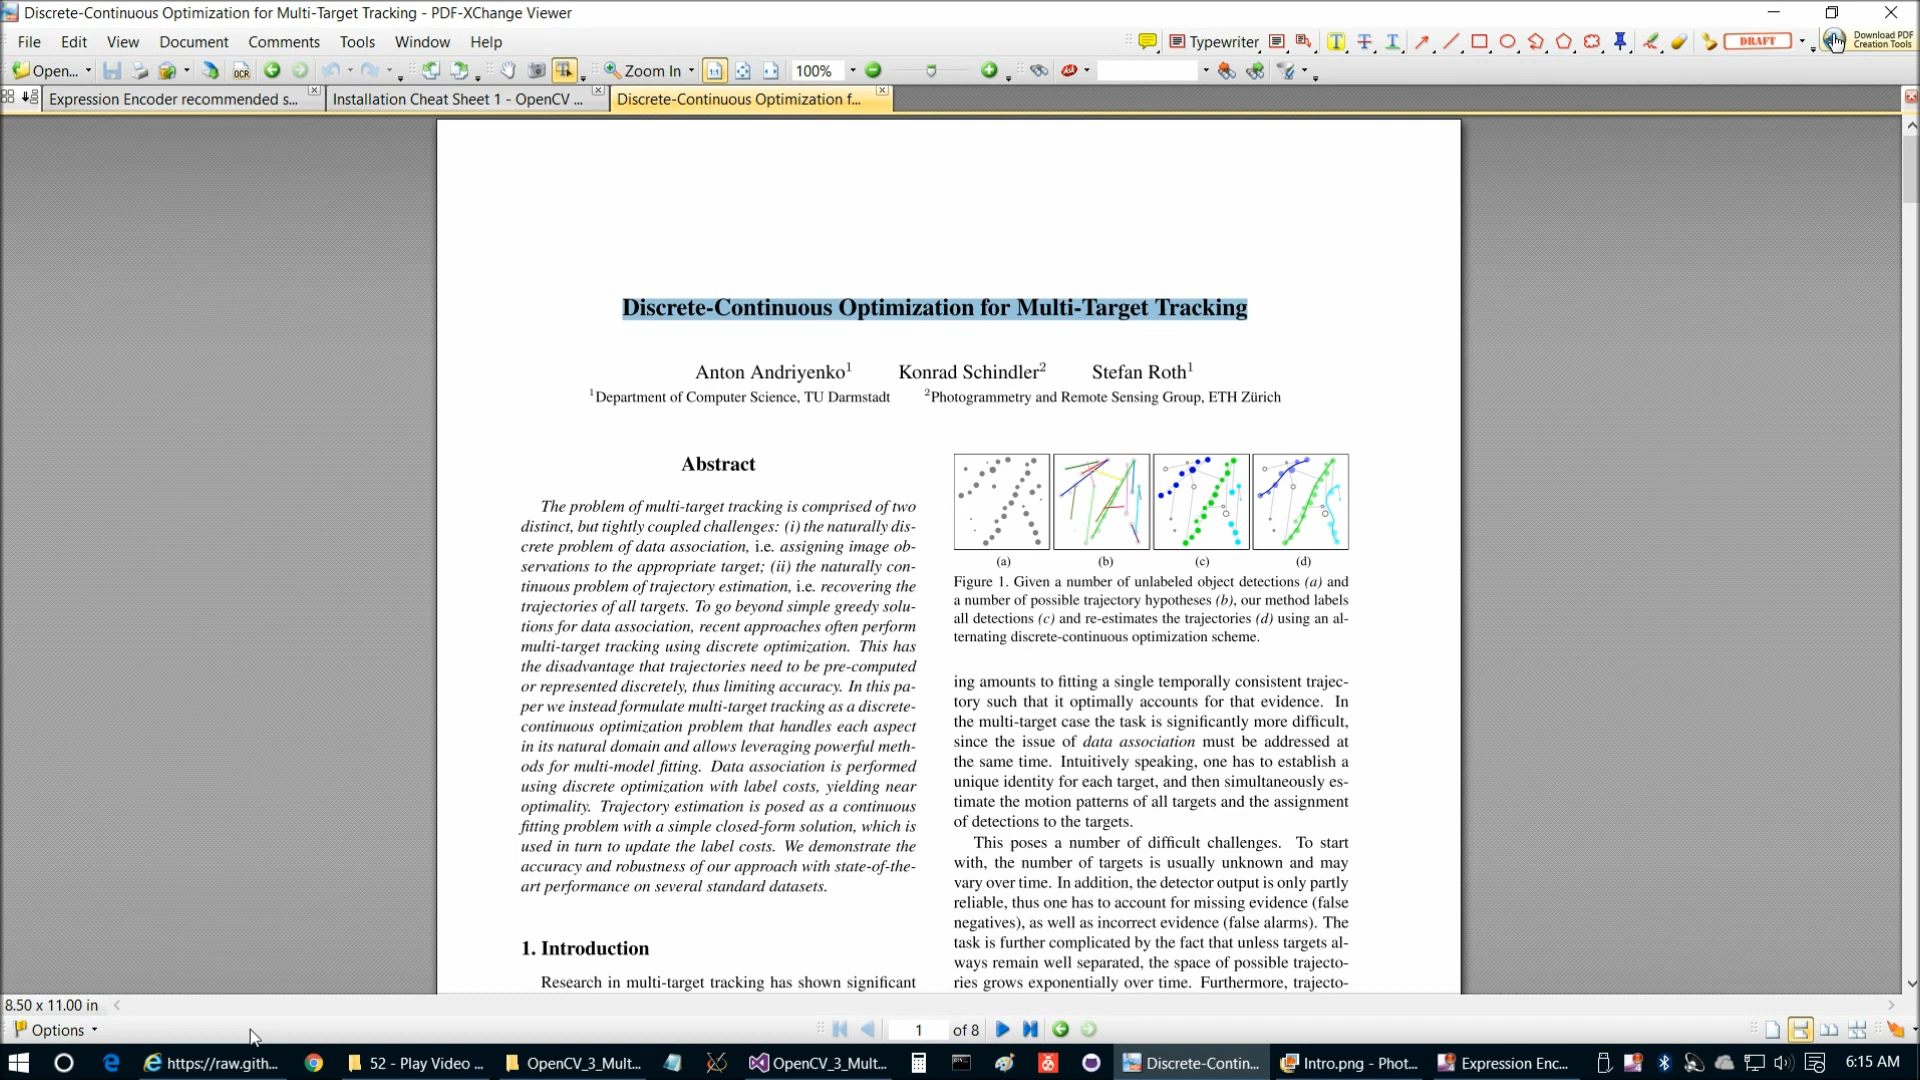 Discrete-Continuous Optimization for Multi-Target Tracking - PDF-XChange Viewer
File Edit View Document Comments Tools Window Help
Typewriter
DRAFT
Download PDF
Creation Tools
Open...
OCR
Zoom In
100%
Expression Encoder recommended s...
Installation Cheat Sheet 1 - OpenCV ...
Discrete-Continuous Optimization f...
Discrete-Continuous Optimization for Multi-Target Tracking
Anton Andriyenko1 Konrad Schindler2 Stefan Roth1
1Department of Computer Science, TU Darmstadt 2Photogrammetry and Remote Sensing Group, ETH Zürich
Abstract
The problem of multi-target tracking is comprised of two
distinct, but tightly coupled challenges: (i) the naturally dis-
crete problem of data association, i.e. assigning image ob-
servations to the appropriate target; (ii) the naturally con-
tinuous problem of trajectory estimation, i.e. recovering the
trajectories of all targets. To go beyond simple greedy solu-
tions for data association, recent approaches often perform
multi-target tracking using discrete optimization. This has
the disadvantage that trajectories need to be pre-computed
or represented discretely, thus limiting accuracy. In this pa-
per we instead formulate multi-target tracking as a discrete-
continuous optimization problem that handles each aspect
in its natural domain and allows leveraging powerful meth-
ods for multi-model fitting. Data association is performed
using discrete optimization with label costs, yielding near
optimality. Trajectory estimation is posed as a continuous
fitting problem with a simple closed-form solution, which is
used in turn to update the label costs. We demonstrate the
accuracy and robustness of our approach with state-of-the-
art performance on several standard datasets.
1. Introduction
Research in multi-target tracking has shown significant
(a) (b) (c) (d)
Figure 1. Given a number of unlabeled object detections (a) and
a number of possible trajectory hypotheses (b), our method labels
all detections (c) and re-estimates the trajectories (d) using an al-
ternating discrete-continuous optimization scheme.
ing amounts to fitting a single temporally consistent trajec-
tory such that it optimally accounts for that evidence. In
the multi-target case the task is significantly more difficult,
since the issue of data association must be addressed at
the same time. Intuitively speaking, one has to establish a
unique identity for each target, and then simultaneously es-
timate the motion patterns of all targets and the assignment
of detections to the targets.
This poses a number of difficult challenges. To start
with, the number of targets is usually unknown and may
vary over time. In addition, the detector output is only partly
reliable, thus one has to account for missing evidence (false
negatives), as well as incorrect evidence (false alarms). The
task is further complicated by the fact that unless targets al-
ways remain well separated, the space of possible trajecto-
ries grows exponentially over time. Furthermore, trajecto-
8.50 x 11.00 in
Options
1 of 8
https://raw.gith...
52 - Play Video ...
OpenCV_3_Mult...
OpenCV_3_Mult...
Discrete-Contin...
Intro.png - Phot...
Expression Enc...
6:15 AM